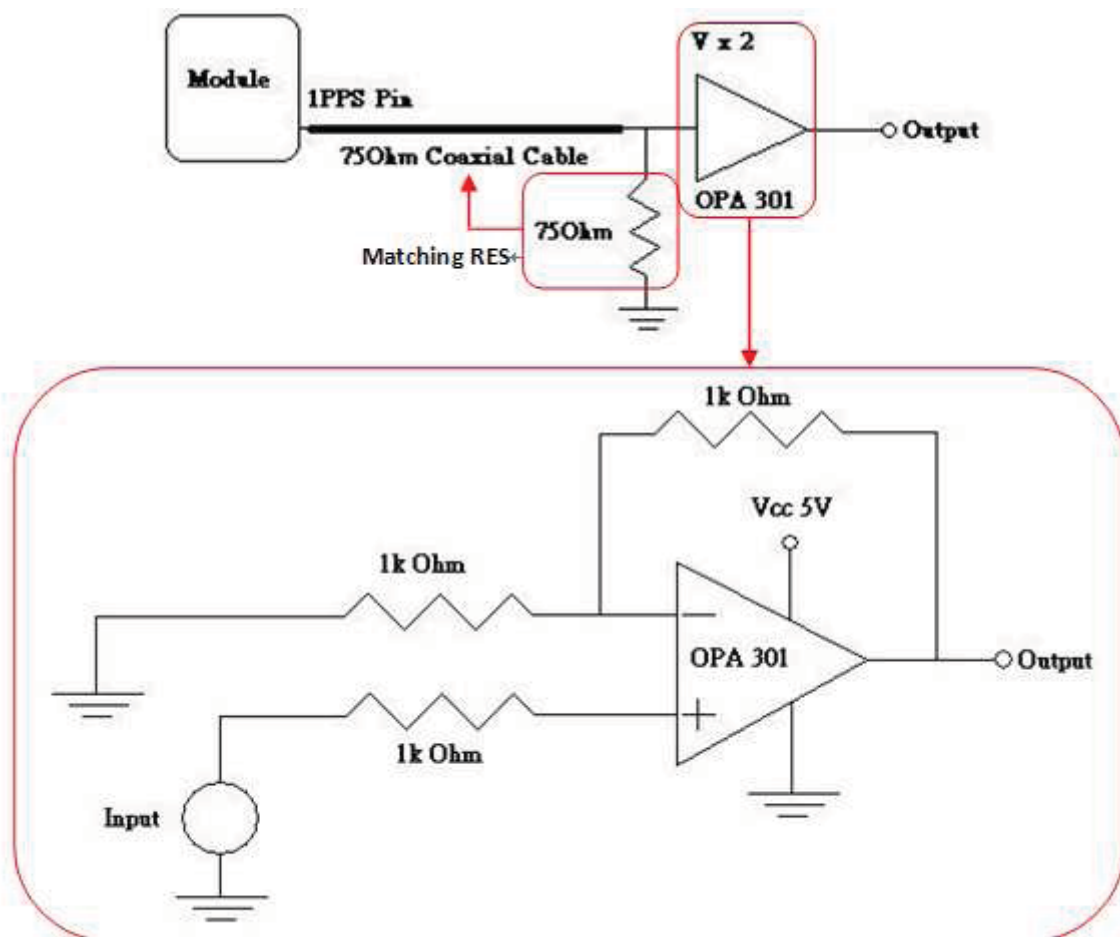 V x 2
Module
1PPS Pin
Output
75Ohm Coaxial Cable
OPA 301
75Ohm
Matching RES
1k Ohm
Vcc 5V
1k Ohm
−
OPA 301
Output
+
1k Ohm
Input